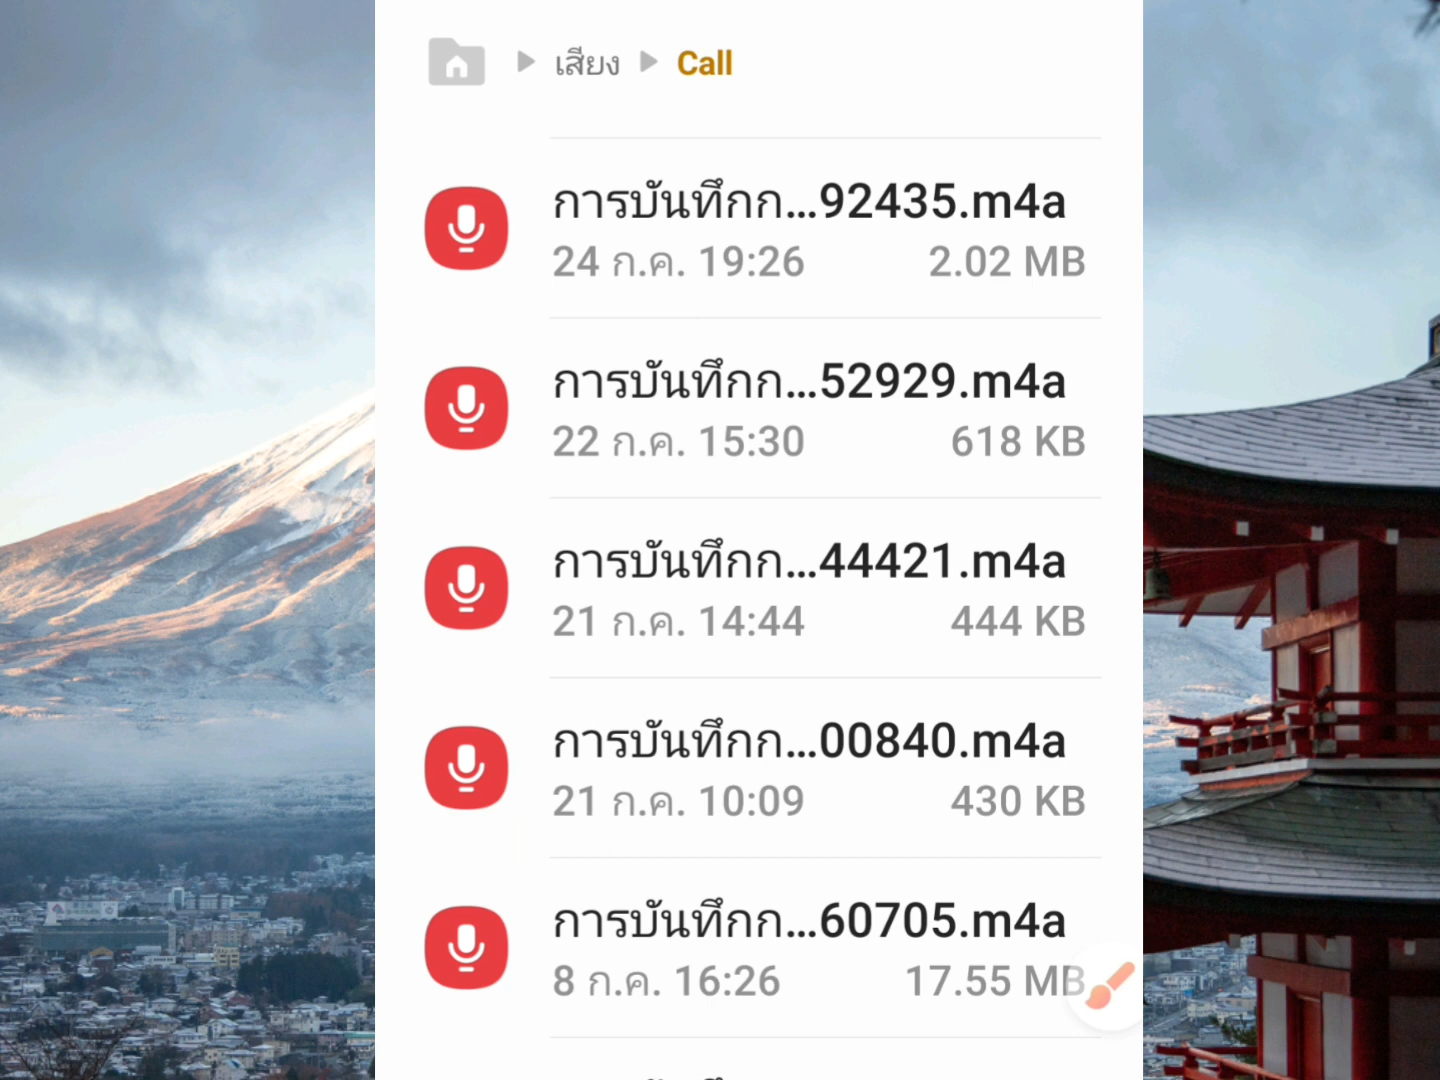 เสียง Call
การบันทึกก...92435.m4a
24 ก.ค. 19:26 2.02 MB
การบันทึกก...52929.m4a
22 ก.ค. 15:30 618 KB
การบันทึกก...44421.m4a
21 ก.ค. 14:44 444 KB
การบันทึกก...00840.m4a
21 ก.ค. 10:09 430 KB
การบันทึกก...60705.m4a
8 ก.ค. 16:26 17.55 MB